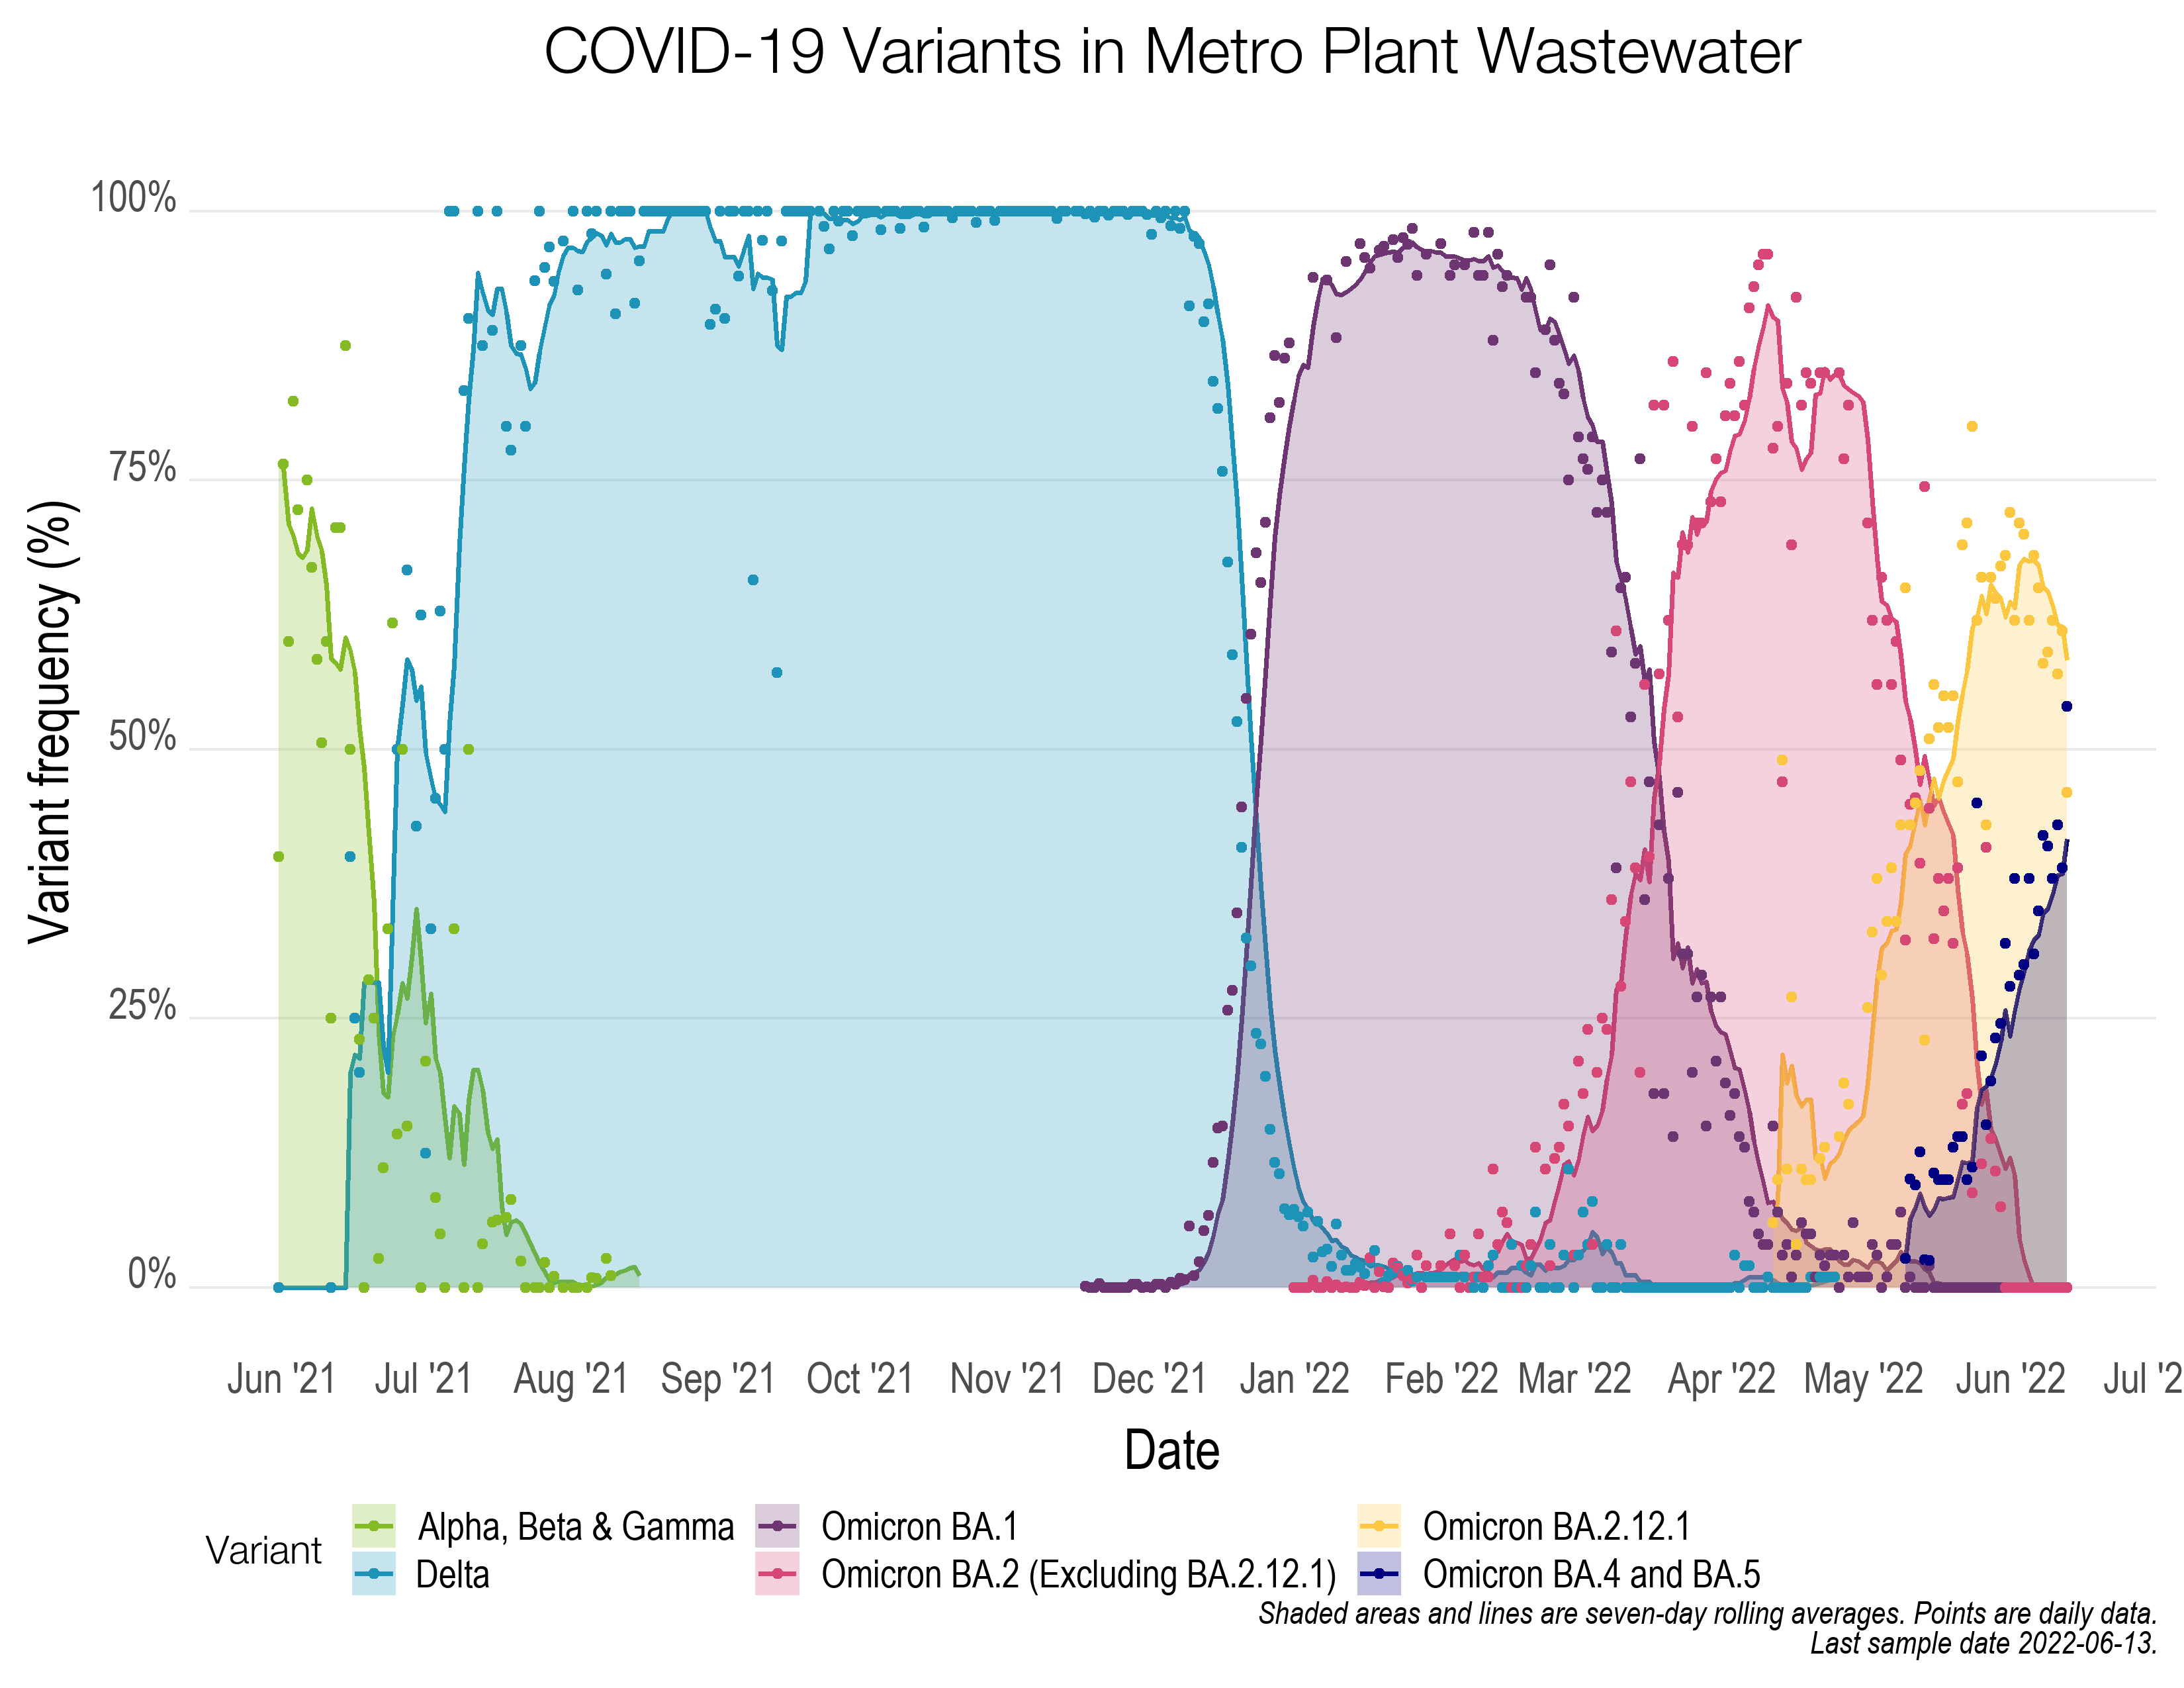 COVID-19 Variants in Metro Plant Wastewater
Variant frequency (%)
100%
75%
50%
25%
0%
Jun '21 Jul '21 Aug '21 Sep '21 Oct '21 Nov '21 Dec '21 Jan '22 Feb '22 Mar '22 Apr '22 May '22 Jun '22 Jul '2
Date
Variant
Alpha, Beta & Gamma Omicron BA.1 Omicron BA.2.12.1
Delta Omicron BA.2 (Excluding BA.2.12.1) Omicron BA.4 and BA.5
Shaded areas and lines are seven-day rolling averages. Points are daily data.
Last sample date 2022-06-13.